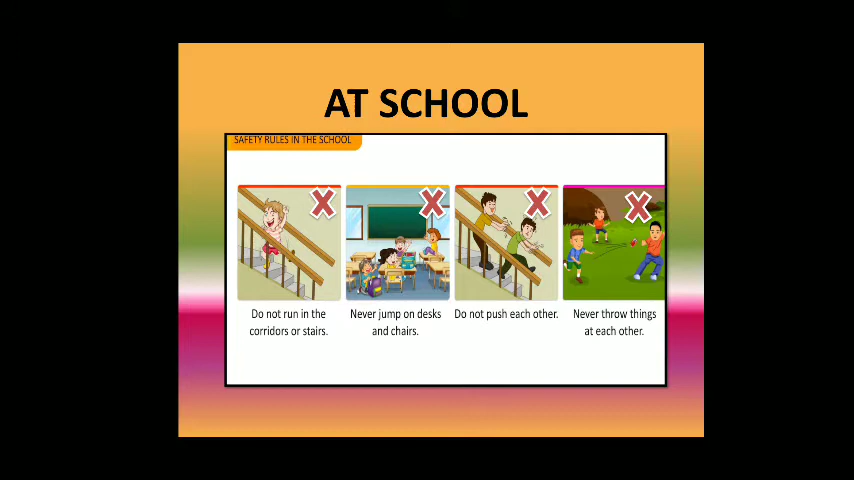 AT SCHOOL
SAFETY RULES IN THE SCHOOL
Do not run in the
corridors or stairs.
Never jump on desks
and chairs.
Do not push each other.
Never throw things
at each other.